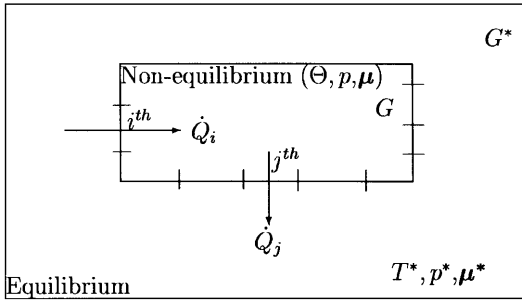 G*
Non-equilibrium (Θ, p, μ)
G
i^{th}
Q̇_i
j^{th}
Q̇_j
T*, p*, μ*
Equilibrium